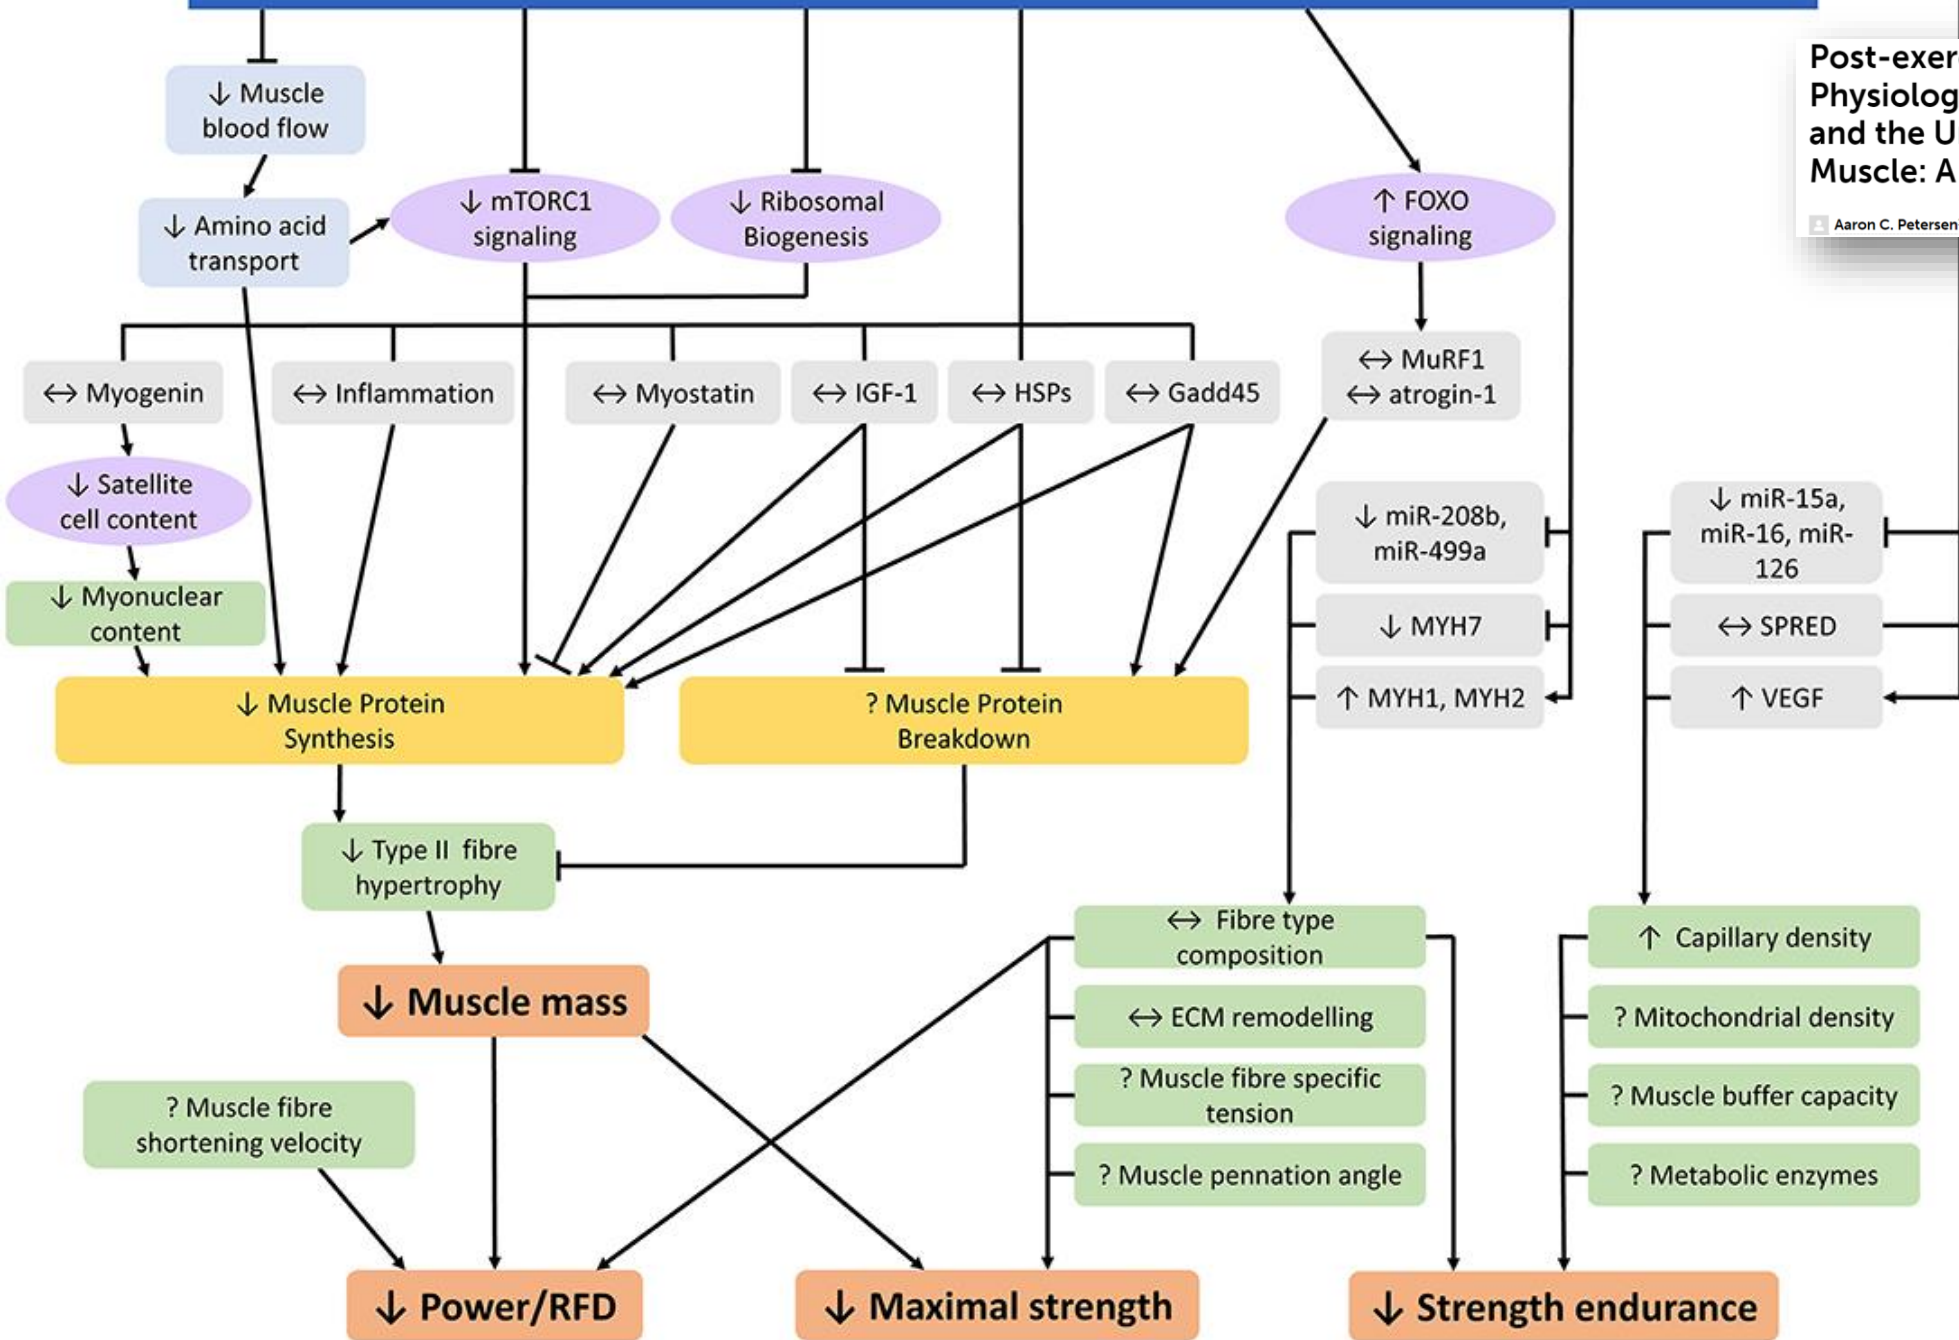 Post-exer
Physiolog
and the U
Muscle: A
Aaron C. Petersen
↓ Muscle
blood flow
↓ Amino acid
transport
↓ mTORC1
signaling
↓ Ribosomal
Biogenesis
↑ FOXO
signaling
↔ Myogenin
↔ Inflammation
↔ Myostatin
↔ IGF-1
↔ HSPs
↔ Gadd45
↔ MuRF1
↔ atrogin-1
↓ Satellite
cell content
↓ Myonuclear
content
↓ miR-208b,
miR-499a
↓ MYH7
↑ MYH1, MYH2
↓ miR-15a,
miR-16, miR-
126
↔ SPRED
↑ VEGF
↓ Muscle Protein
Synthesis
? Muscle Protein
Breakdown
↓ Type II fibre
hypertrophy
↓ Muscle mass
? Muscle fibre
shortening velocity
↔ Fibre type
composition
↔ ECM remodelling
? Muscle fibre specific
tension
? Muscle pennation angle
↑ Capillary density
? Mitochondrial density
? Muscle buffer capacity
? Metabolic enzymes
↓ Power/RFD
↓ Maximal strength
↓ Strength endurance